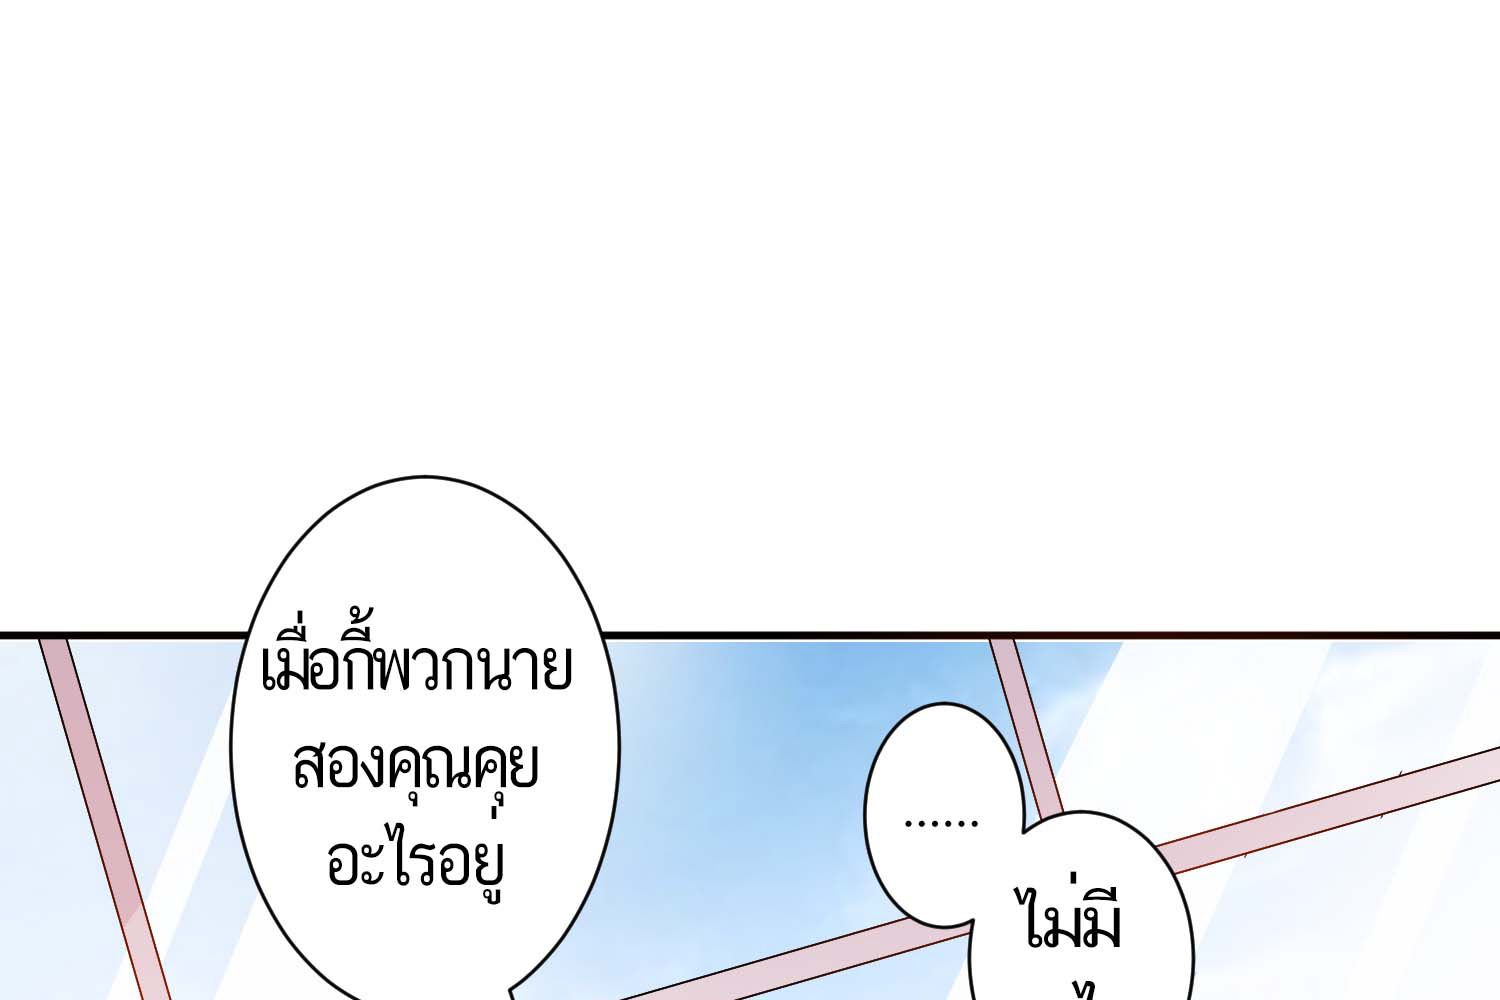 เมื่อกี้พวกนาย
สองคุณคุย
อะไรอยู่
......
ไม่มี